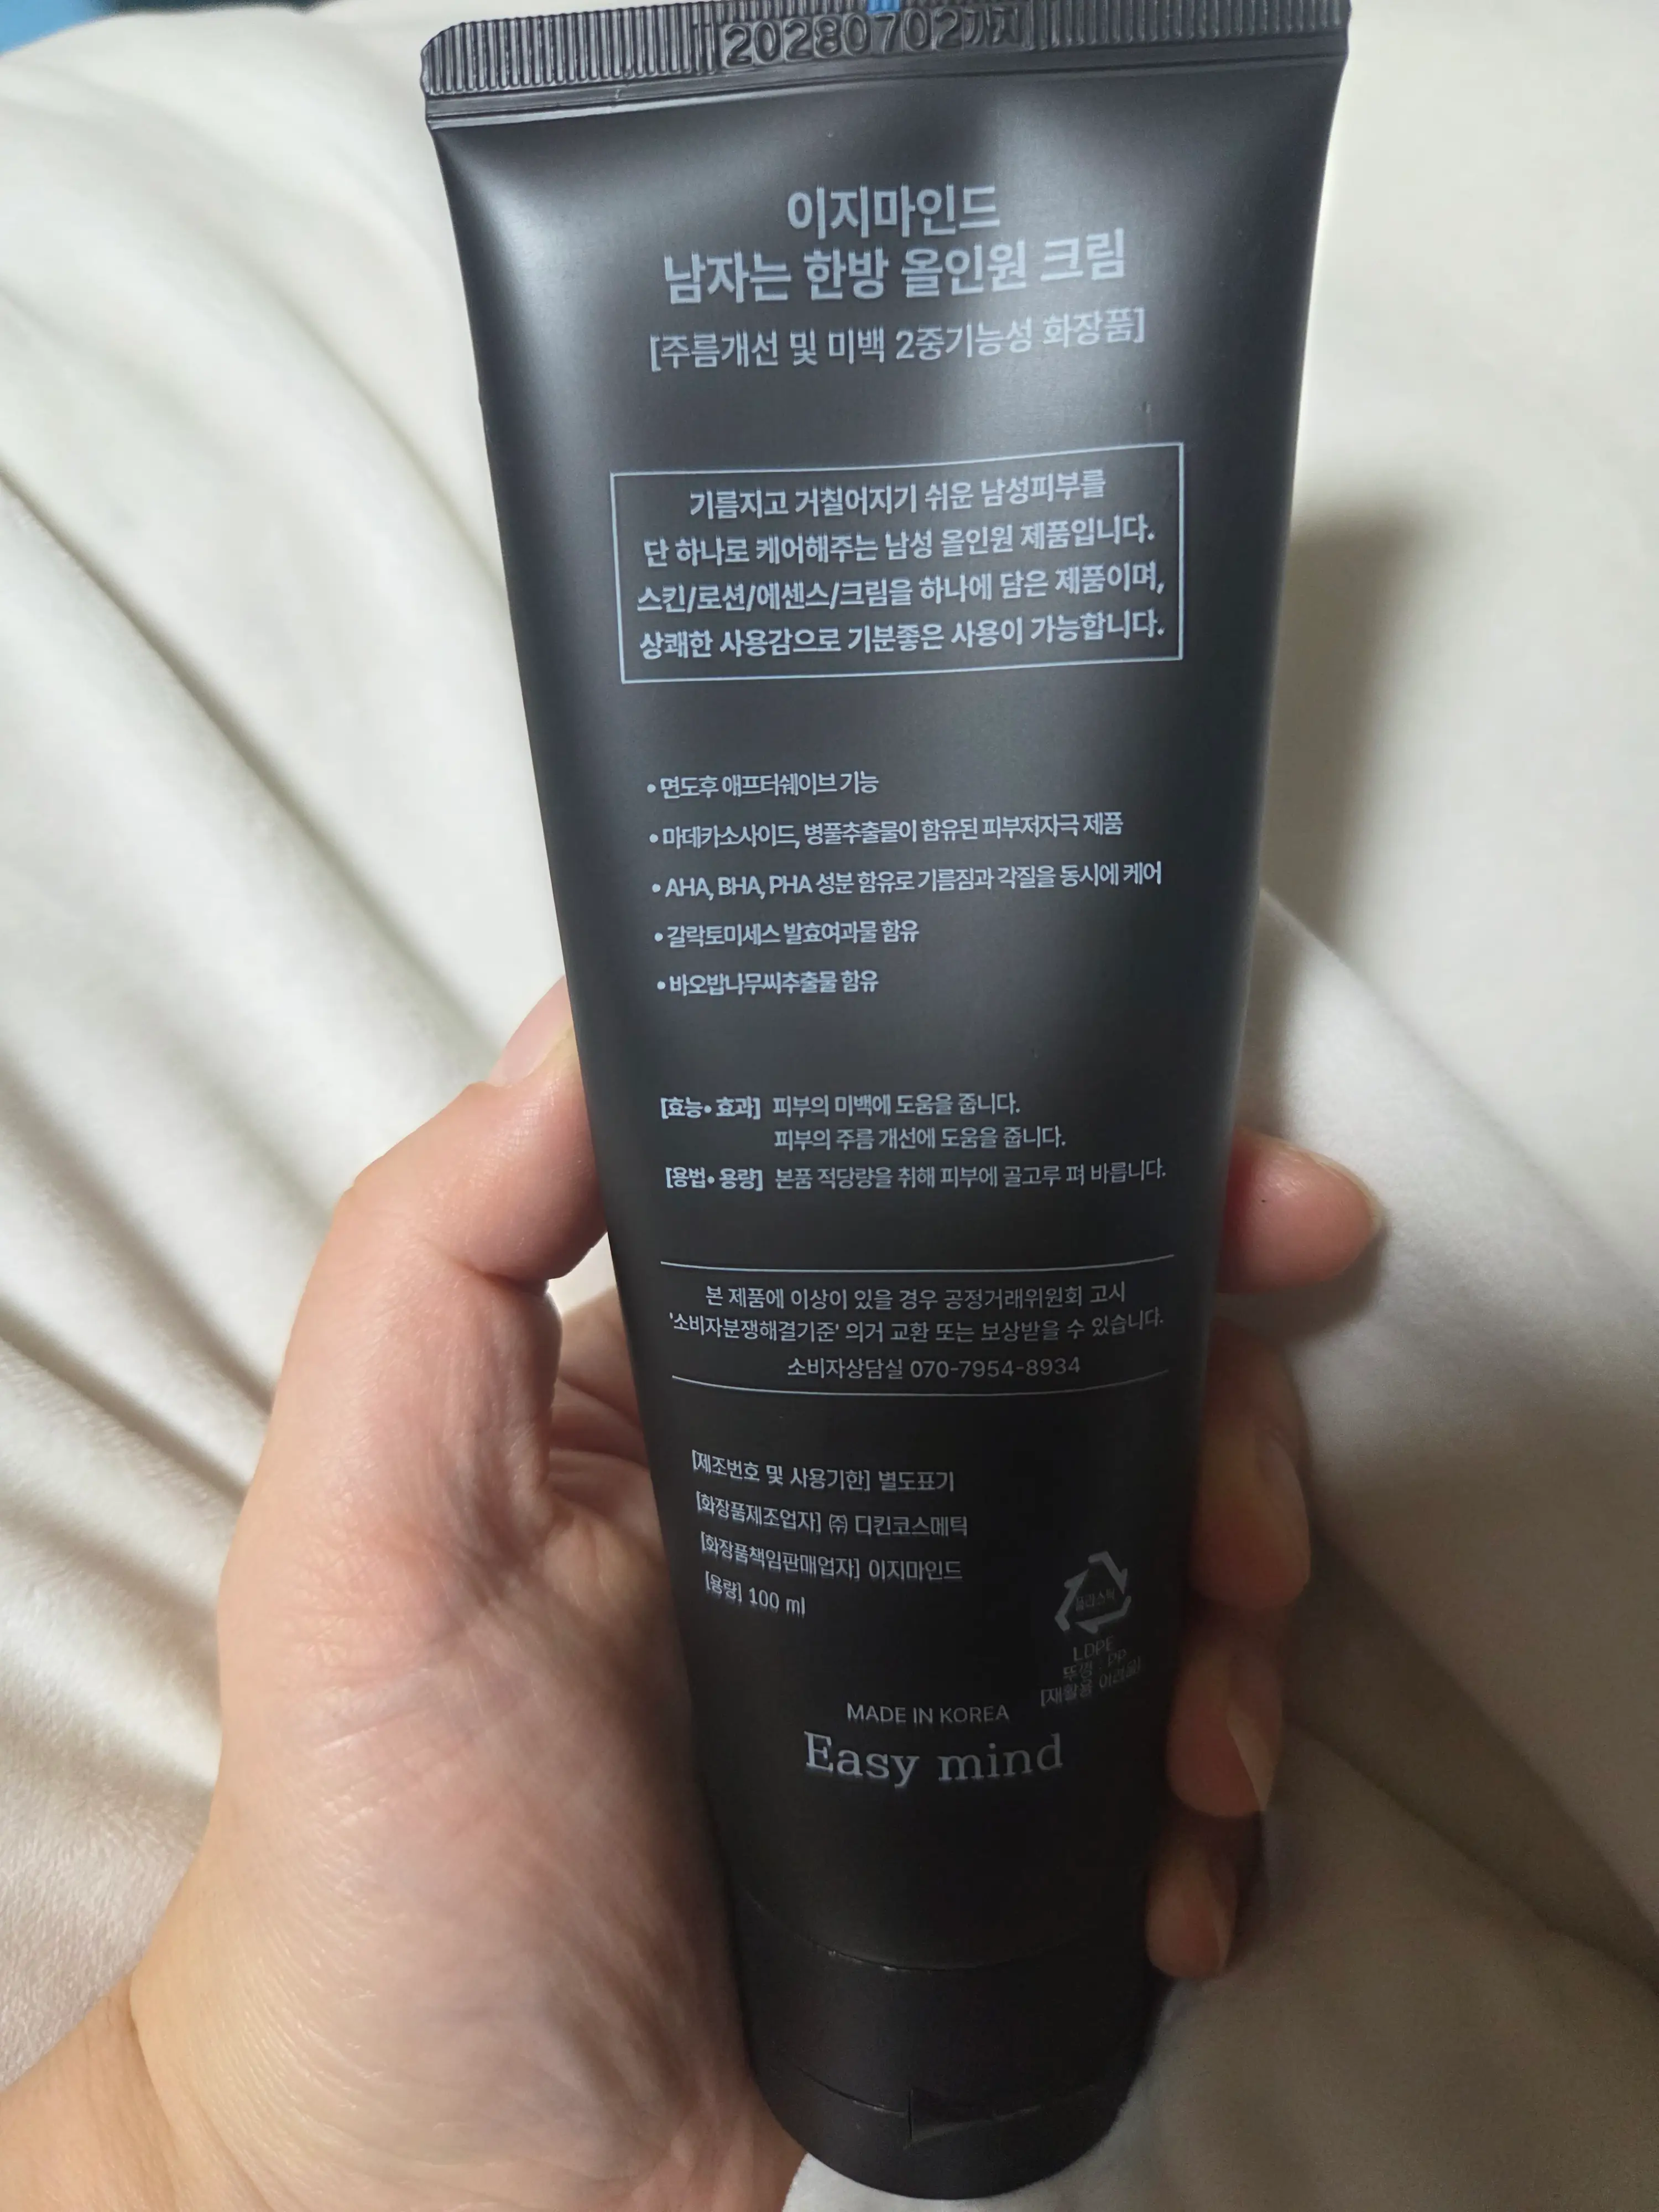 20280702까지
이지마인드
남자는 한방 올인원 크림
[주름개선 및 미백 2중기능성 화장품]
기름지고 거칠어지기 쉬운 남성피부를
단 하나로 케어해주는 남성 올인원 제품입니다.
스킨/로션/에센스/크림을 하나에 담은 제품이며,
상쾌한 사용감으로 기분좋은 사용이 가능합니다.
• 면도후 애프터쉐이브 기능
• 마데카소사이드, 병풀추출물이 함유된 피부저자극 제품
• AHA, BHA, PHA 성분 함유로 기름짐과 각질을 동시에 케어
• 갈락토미세스 발효여과물 함유
• 바오밥나무씨추출물 함유
[효능• 효과] 피부의 미백에 도움을 줍니다.
피부의 주름 개선에 도움을 줍니다.
[용법• 용량] 본품 적당량을 취해 피부에 골고루 펴 바릅니다.
본 제품에 이상이 있을 경우 공정거래위원회 고시
'소비자분쟁해결기준' 의거 교환 또는 보상받을 수 있습니다.
소비자상담실 070-7954-8934
[제조번호 및 사용기한] 별도표기
[화장품제조업자] ㈜ 디킨코스메틱
[화장품책임판매업자] 이지마인드
[용량] 100 ml
플라스틱
LDPE
뚜껑 : PP
[재활용 어려움]
MADE IN KOREA
Easy mind